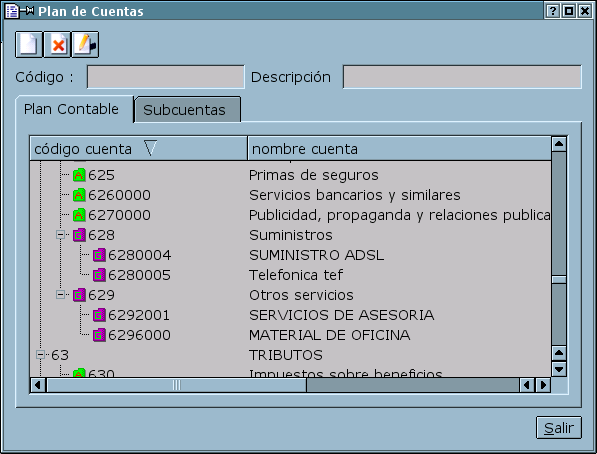 Plan de Cuentas
Código :
Descripción
Plan Contable
Subcuentas
código cuenta
nombre cuenta
625 Primas de seguros
6260000 Servicios bancarios y similares
6270000 Publicidad, propaganda y relaciones publica
628 Suministros
6280004 SUMINISTRO ADSL
6280005 Telefonica tef
629 Otros servicios
6292001 SERVICIOS DE ASESORIA
6296000 MATERIAL DE OFICINA
63 TRIBUTOS
630 Impuestos sobre beneficios
Salir